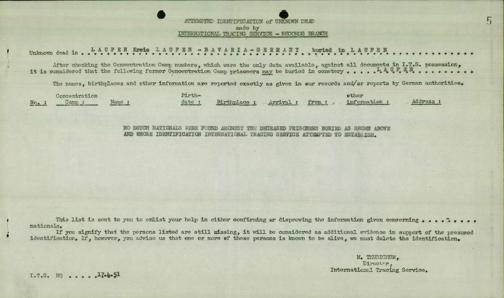 5
ATTEMPTED IDENTIFICATION OF UNKNOWN DEAD
made by
INTERNATIONAL TRACING SERVICE - RECORDS BRANCH
Unknown dead in . . LAUFEN Kreis LAUFEN - BAVARIA - GERMANY buried in LAUFEN
After checking the Concentration Camp numbers, which were the only data available, against all documents in I.T.S. possession,
it is considered that the following former Concentration Camp prisoners may be buried in cemetery . . . . . LAUFEN . . . . .
The names, birthplaces and other information are reported exactly as given in our records and/or reports by German authorities.
Concentration Birth- other
No. : Camp : Name : date : Birthplace : Arrival : From : information : Address :
NO DUTCH NATIONALS WERE FOUND AMONGST THE DECEASED PRISONERS BURIED AS SHOWN ABOVE
AND WHOSE IDENTIFICATION INTERNATIONAL TRACING SERVICE ATTEMPTED TO ESTABLISH.
This list is sent to you to enlist your help in either confirming or disproving the information given concerning . . . . . . .
nationals.
If you signify that the persons listed are still missing, it will be considered as additional evidence in support of the presumed
identification. If, however, you advise us that one or more of these persons is known to be alive, we must delete the identification.
M.
Director,
International Tracing Service.
I.T.S. HQ . . . . . 17.4.51